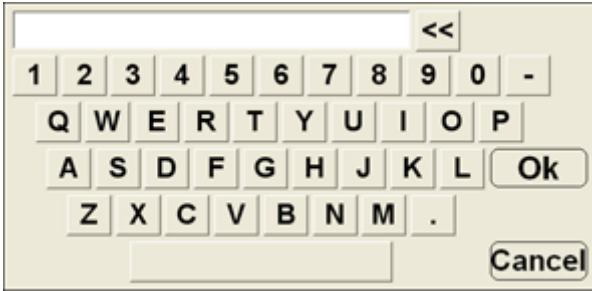 <<
1 2 3 4 5 6 7 8 9 0 -
Q W E R T Y U I O P
A S D F G H J K L Ok
Z X C V B N M .
Cancel